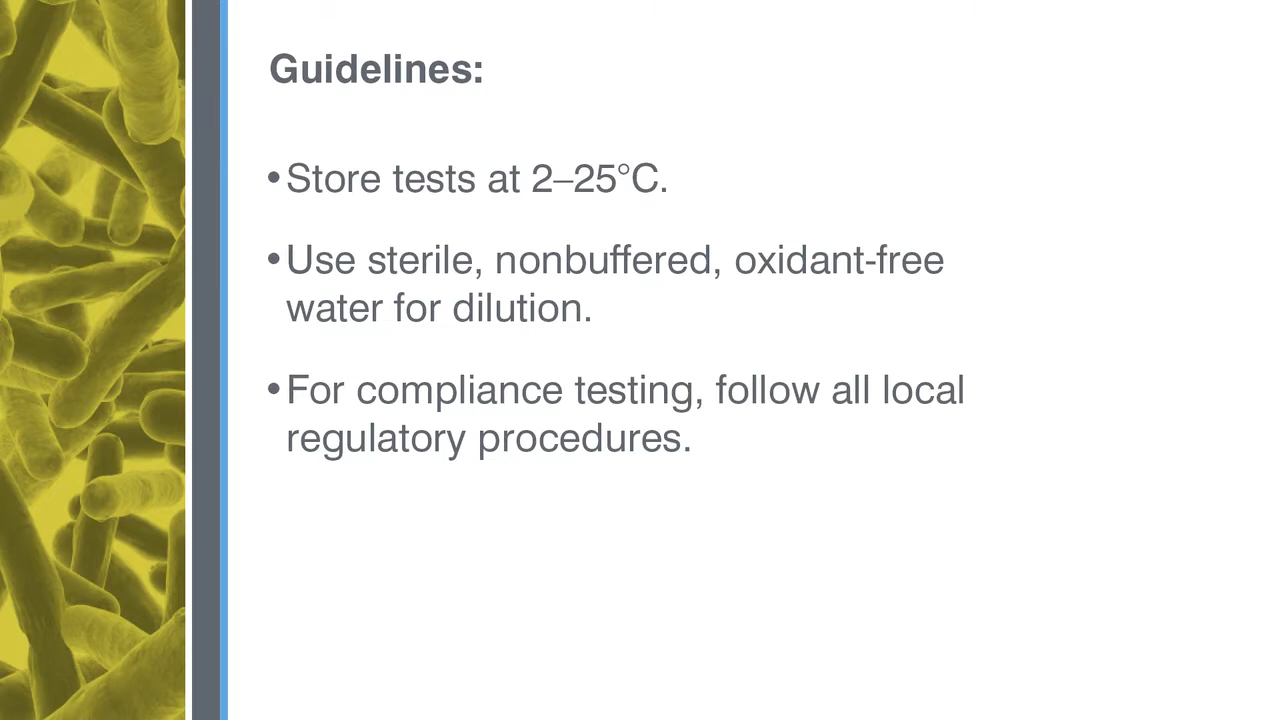 Guidelines:
•Store tests at 2–25°C.
•Use sterile, nonbuffered, oxidant-free
water for dilution.
•For compliance testing, follow all local
regulatory procedures.